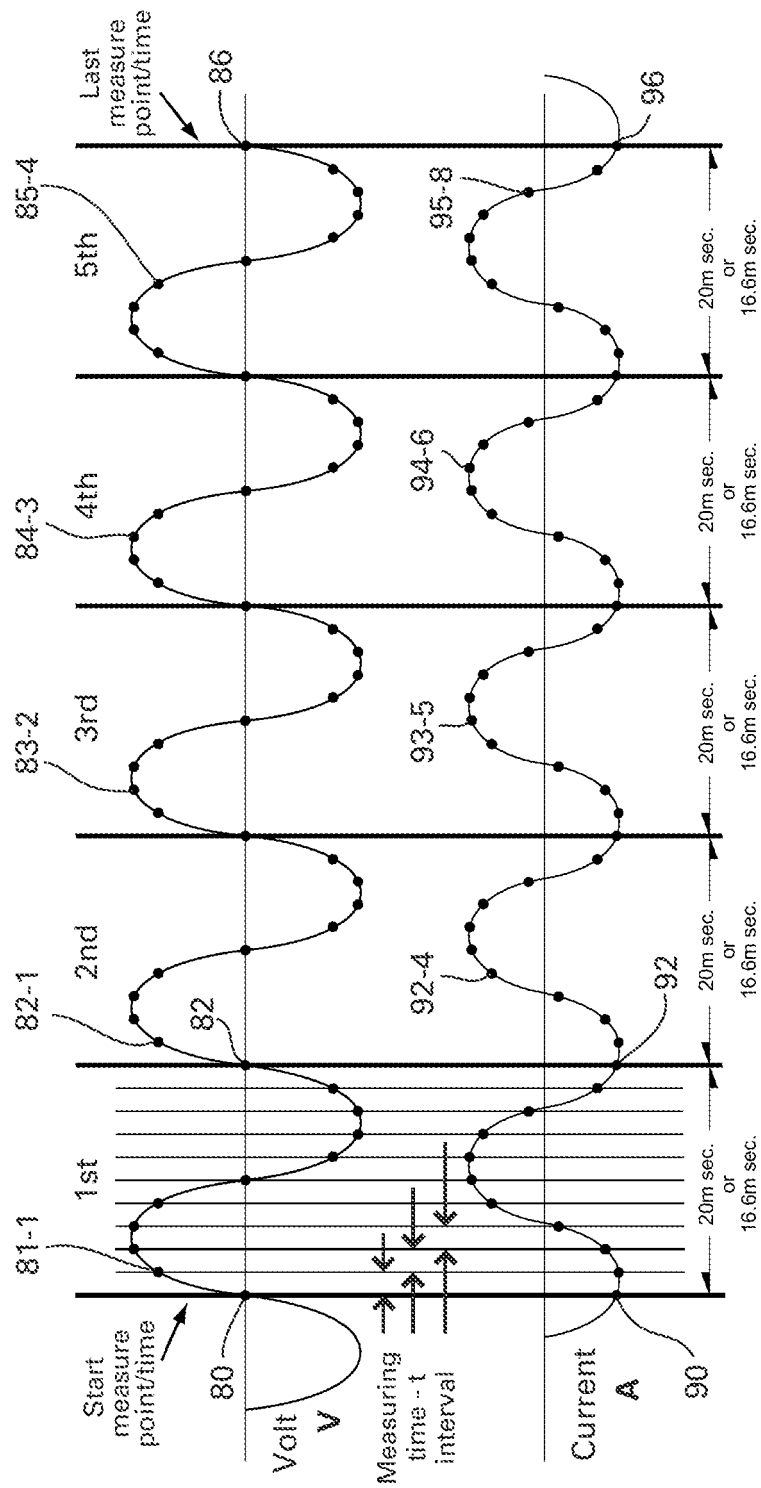 Start
measure
point/time
Last
measure
point/time
81-1
82-1
83-2
84-3
85-4
1st
2nd
3rd
4th
5th
80
82
86
Volt
V
Measuring
time - t
interval
92-4
93-5
94-6
95-8
Current
A
90
92
96
20m sec.
or
16.6m sec.
20m sec.
or
16.6m sec.
20m sec.
or
16.6m sec.
20m sec.
or
16.6m sec.
20m sec.
or
16.6m sec.